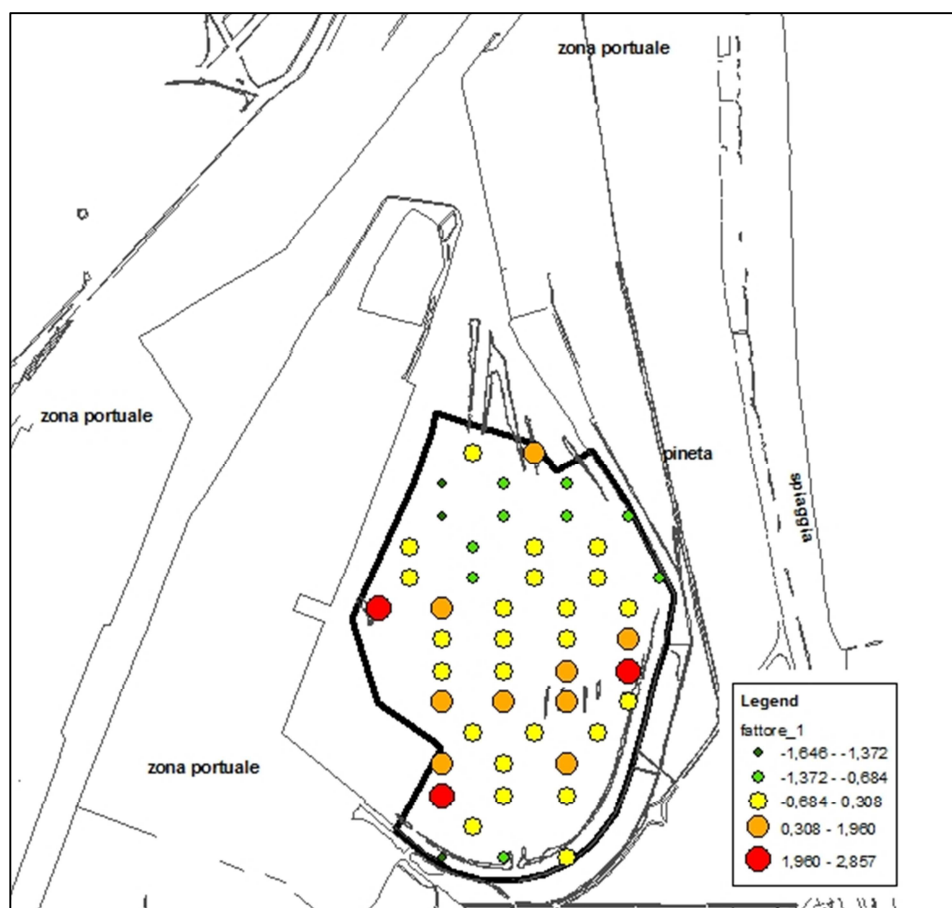 zona portuale
zona portuale
pineta
spiaggia
zona portuale
Legend
fattore_1
-1,646 - -1,372
-1,372 - -0,684
-0,684 - 0,308
0,308 - 1,960
1,960 - 2,857